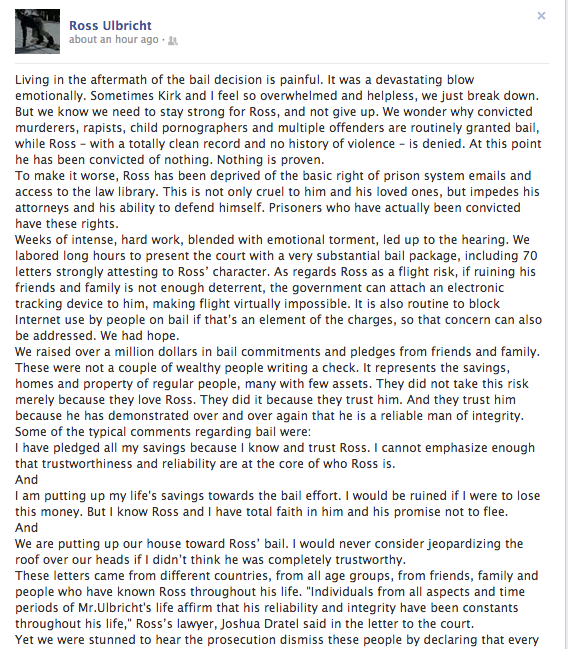 Ross Ulbricht
about an hour ago ·
Living in the aftermath of the bail decision is painful. It was a devastating blow
emotionally. Sometimes Kirk and I feel so overwhelmed and helpless, we just break down.
But we know we need to stay strong for Ross, and not give up. We wonder why convicted
murderers, rapists, child pornographers and multiple offenders are routinely granted bail,
while Ross – with a totally clean record and no history of violence – is denied. At this point
he has been convicted of nothing. Nothing is proven.
To make it worse, Ross has been deprived of the basic right of prison system emails and
access to the law library. This is not only cruel to him and his loved ones, but impedes his
attorneys and his ability to defend himself. Prisoners who have actually been convicted
have these rights.
Weeks of intense, hard work, blended with emotional torment, led up to the hearing. We
labored long hours to present the court with a very substantial bail package, including 70
letters strongly attesting to Ross’ character. As regards Ross as a flight risk, if ruining his
friends and family is not enough deterrent, the government can attach an electronic
tracking device to him, making flight virtually impossible. It is also routine to block
Internet use by people on bail if that’s an element of the charges, so that concern can also
be addressed. We had hope.
We raised over a million dollars in bail commitments and pledges from friends and family.
These were not a couple of wealthy people writing a check. It represents the savings,
homes and property of regular people, many with few assets. They did not take this risk
merely because they love Ross. They did it because they trust him. And they trust him
because he has demonstrated over and over again that he is a reliable man of integrity.
Some of the typical comments regarding bail were:
I have pledged all my savings because I know and trust Ross. I cannot emphasize enough
that trustworthiness and reliability are at the core of who Ross is.
And
I am putting up my life's savings towards the bail effort. I would be ruined if I were to lose
this money. But I know Ross and I have total faith in him and his promise not to flee.
And
We are putting up our house toward Ross’ bail. I would never consider jeopardizing the
roof over our heads if I didn’t think he was completely trustworthy.
These letters came from different countries, from all age groups, from friends, family and
people who have known Ross throughout his life. "Individuals from all aspects and time
periods of Mr.Ulbricht's life affirm that his reliability and integrity have been constants
throughout his life," Ross’s lawyer, Joshua Dratel said in the letter to the court.
Yet we were stunned to hear the prosecution dismiss these people by declaring that every